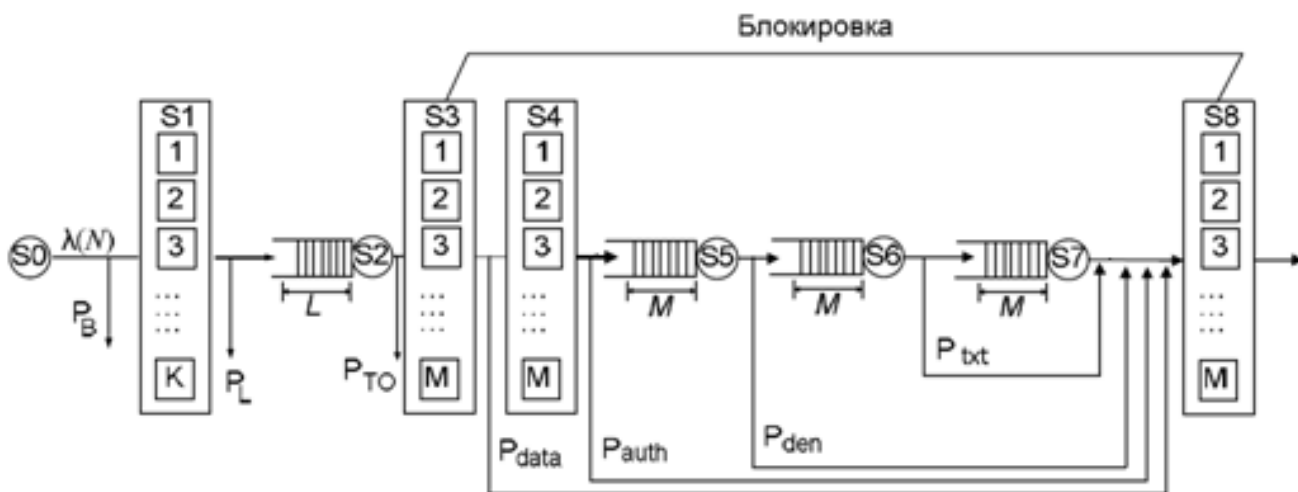 Блокировка
S0
λ(N)
P_B
S1
1
2
3
...
...
K
P_L
L
S2
P_TO
S3
1
2
3
...
...
M
P_data
S4
1
2
3
...
...
M
P_auth
M
S5
P_den
M
S6
P_txt
M
S7
S8
1
2
3
...
...
M